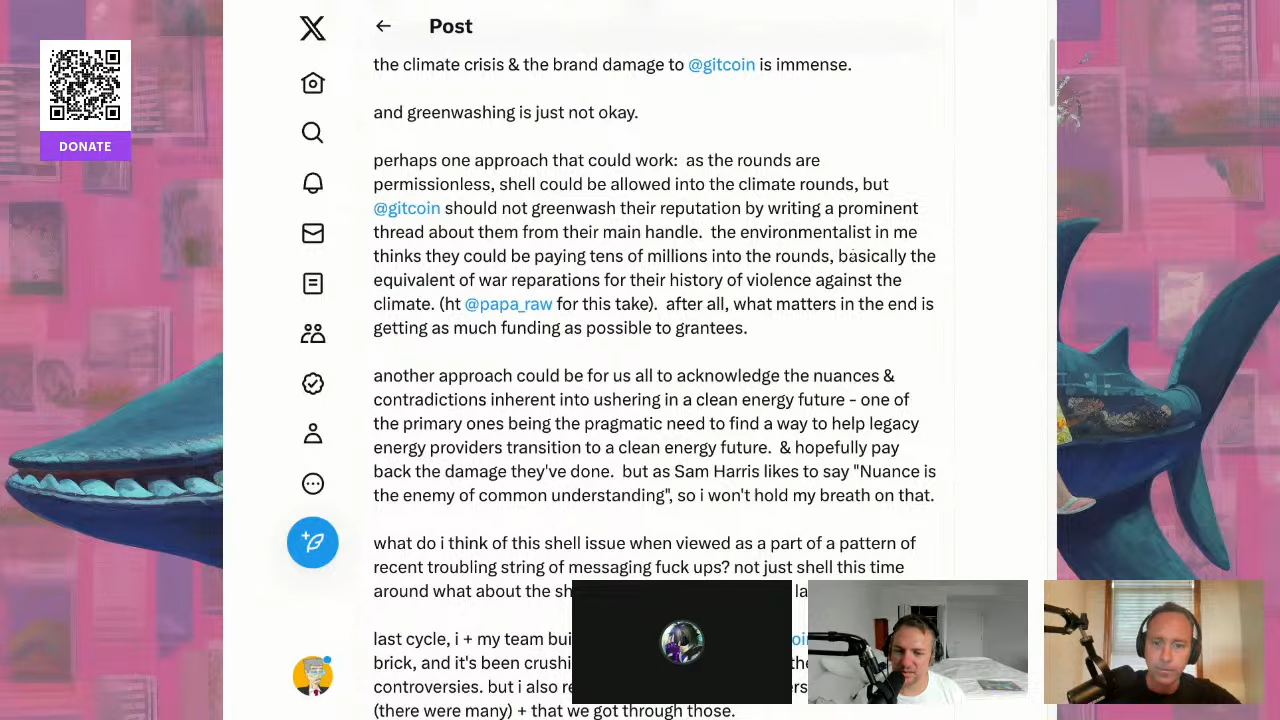 Post
the climate crisis & the brand damage to @gitcoin is immense.
and greenwashing is just not okay.
perhaps one approach that could work:  as the rounds are
permissionless, shell could be allowed into the climate rounds, but
@gitcoin should not greenwash their reputation by writing a prominent
thread about them from their main handle.  the environmentalist in me
thinks they could be paying tens of millions into the rounds, basically the
equivalent of war reparations for their history of violence against the
climate. (ht @papa_raw for this take).  after all, what matters in the end is
getting as much funding as possible to grantees.
another approach could be for us all to acknowledge the nuances &
contradictions inherent into ushering in a clean energy future - one of
the primary ones being the pragmatic need to find a way to help legacy
energy providers transition to a clean energy future.  & hopefully pay
back the damage they've done.  but as Sam Harris likes to say "Nuance is
the enemy of common understanding", so i won't hold my breath on that.
what do i think of this shell issue when viewed as a part of a pattern of
recent troubling string of messaging fuck ups? not just shell this time
around what about the
last cycle, i + my team
brick, and it's been
controversies. but i also
(there were many) + that we got through those.
DONATE